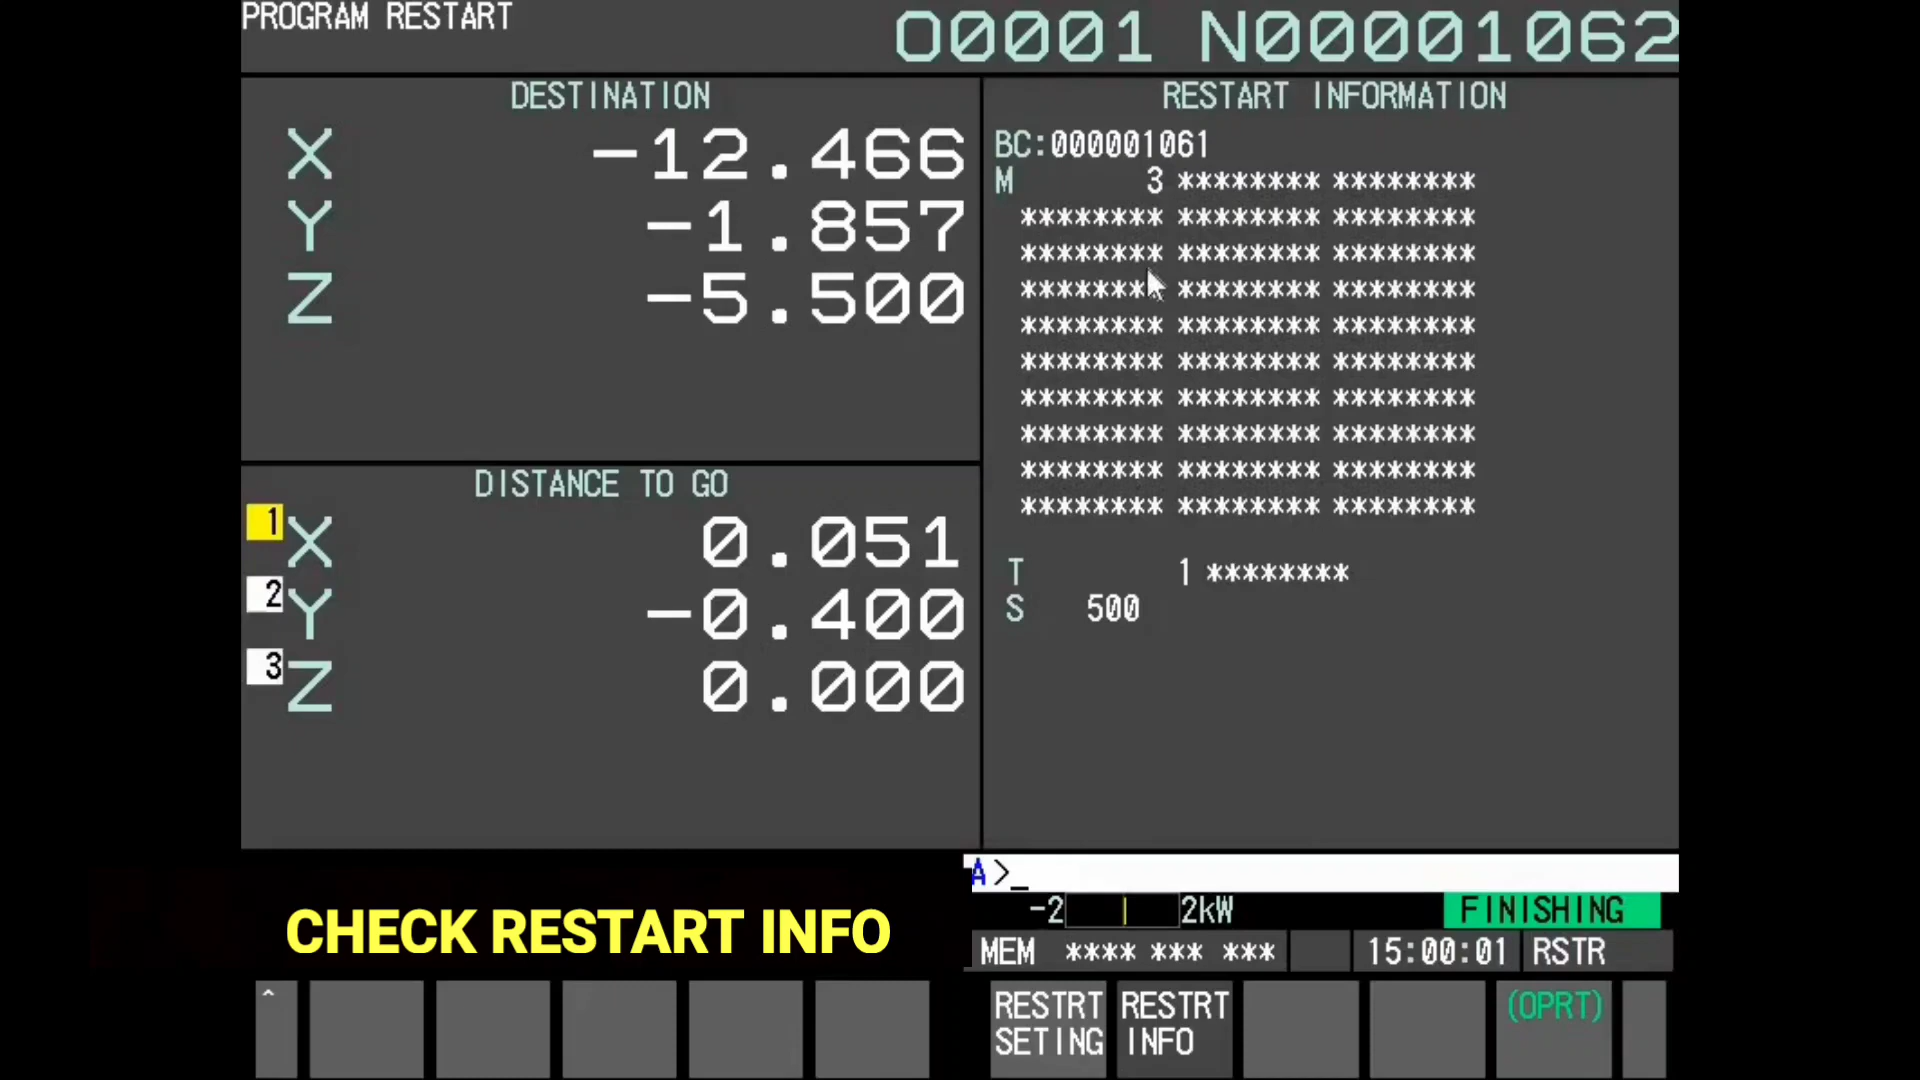 PROGRAM RESTART
O0001 N00001062
DESTINATION
X -12.466
Y -1.857
Z -5.500
DISTANCE TO GO
1 X 0.051
2 Y -0.400
3 Z 0.000
RESTART INFORMATION
BC:000001061
M 3 ******** ********
******** ******** ********
******** ******** ********
******** ******** ********
******** ******** ********
******** ******** ********
******** ******** ********
******** ******** ********
******** ******** ********
******** ******** ********
T 1 ********
S 500
A >_
-2 2kW FINISHING
MEM **** *** *** 15:00:01 RSTR
CHECK RESTART INFO
^
RESTRT
SETING
RESTRT
INFO
(OPRT)